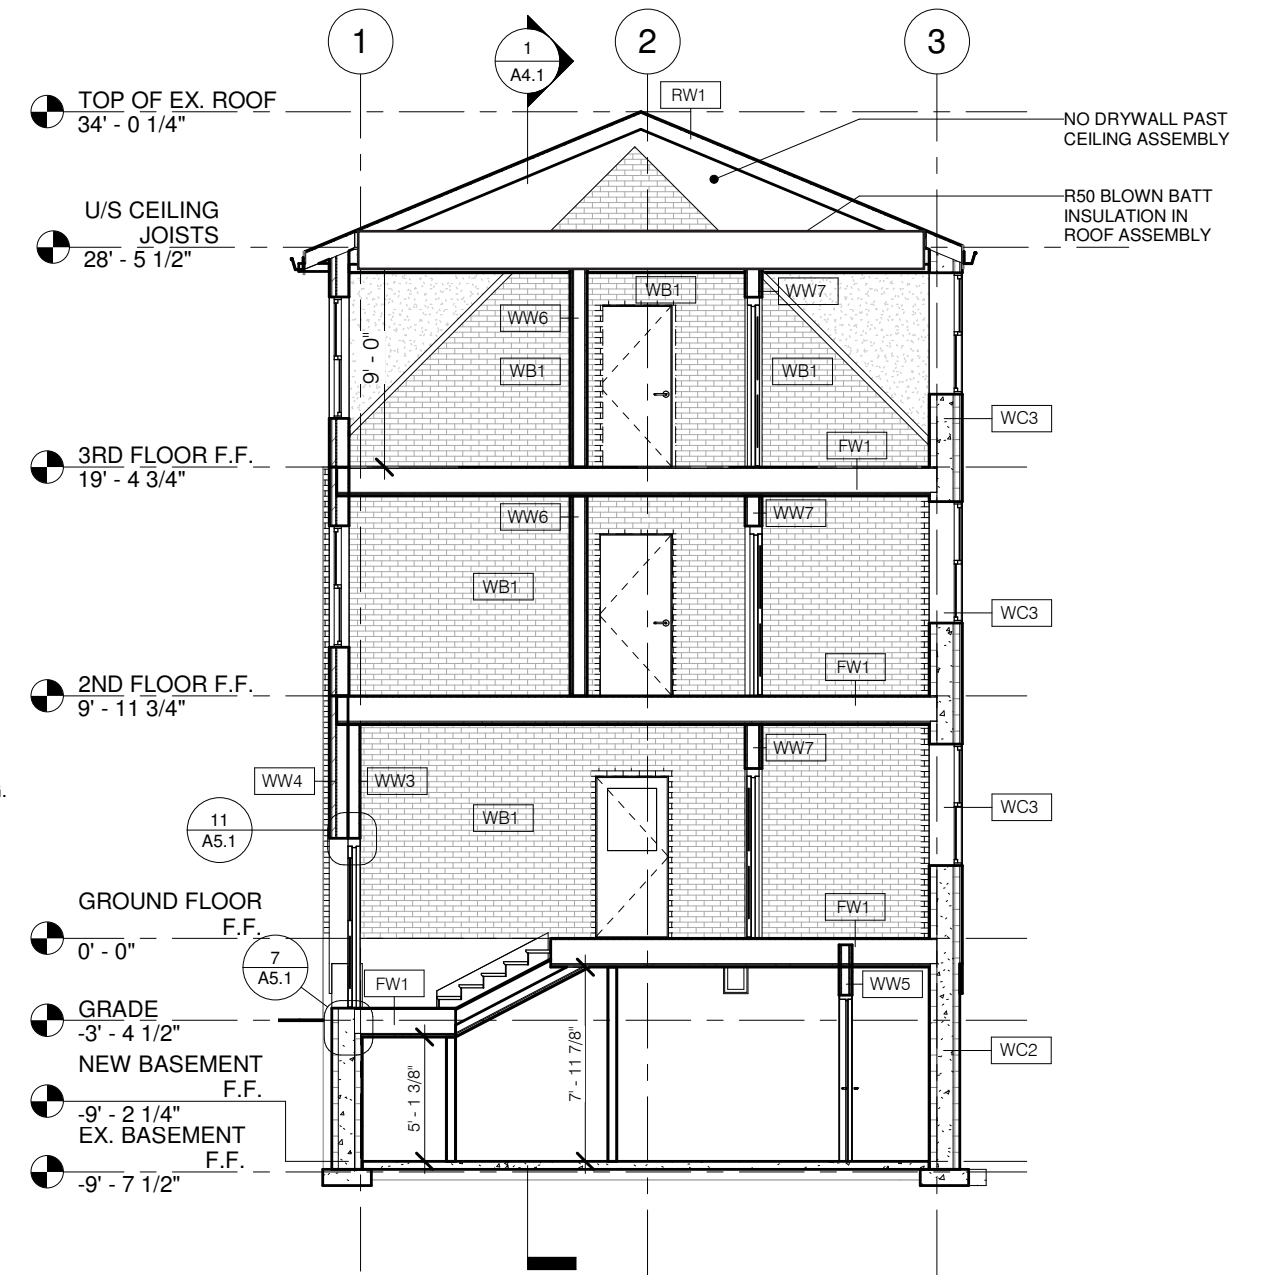 1
2
3
1
A4.1
TOP OF EX. ROOF
34' - 0 1/4"
RW1
NO DRYWALL PAST
CEILING ASSEMBLY
R50 BLOWN BATT
INSULATION IN
ROOF ASSEMBLY
U/S CEILING
JOISTS
28' - 5 1/2"
WB1
WW7
WW6
9' - 0"
WB1
WB1
WC3
FW1
3RD FLOOR F.F.
19' - 4 3/4"
WW6
WW7
WB1
WC3
FW1
2ND FLOOR F.F.
9' - 11 3/4"
WW7
WW4
WW3
WC3
WB1
11
A5.1
GROUND FLOOR
F.F.
0' - 0"
FW1
7
A5.1
FW1
WW5
GRADE
-3' - 4 1/2"
WC2
NEW BASEMENT
F.F.
-9' - 2 1/4"
5' - 1 3/8"
7' - 11 7/8"
EX. BASEMENT
F.F.
-9' - 7 1/2"